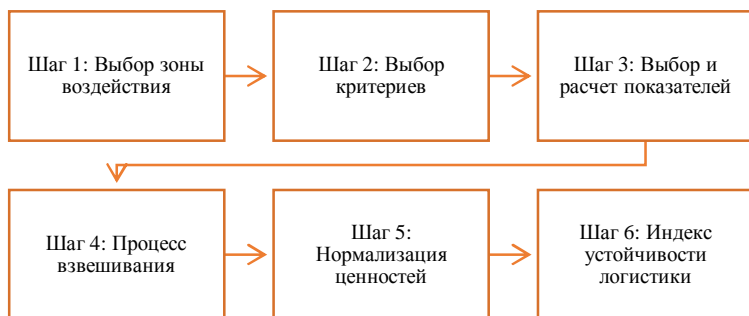 Шаг 1: Выбор зоны
воздействия
Шаг 2: Выбор
критериев
Шаг 3: Выбор и
расчет показателей
Шаг 4: Процесс
взвешивания
Шаг 5:
Нормализация
ценностей
Шаг 6: Индекс
устойчивости
логистики